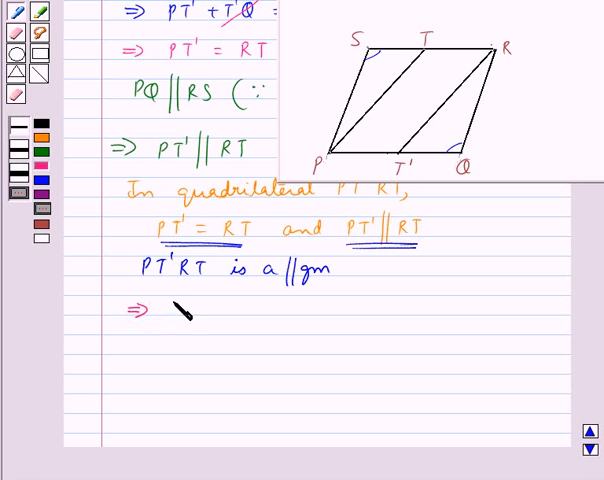 ⇒ PT' + T'Q =
⇒ PT' = RT
PQ || RS (∵
⇒ PT' || RT
In quadrilateral PT'RT,
PT' = RT and PT' || RT
PT'RT is a ||gm
⇒
S T R
P T' Q